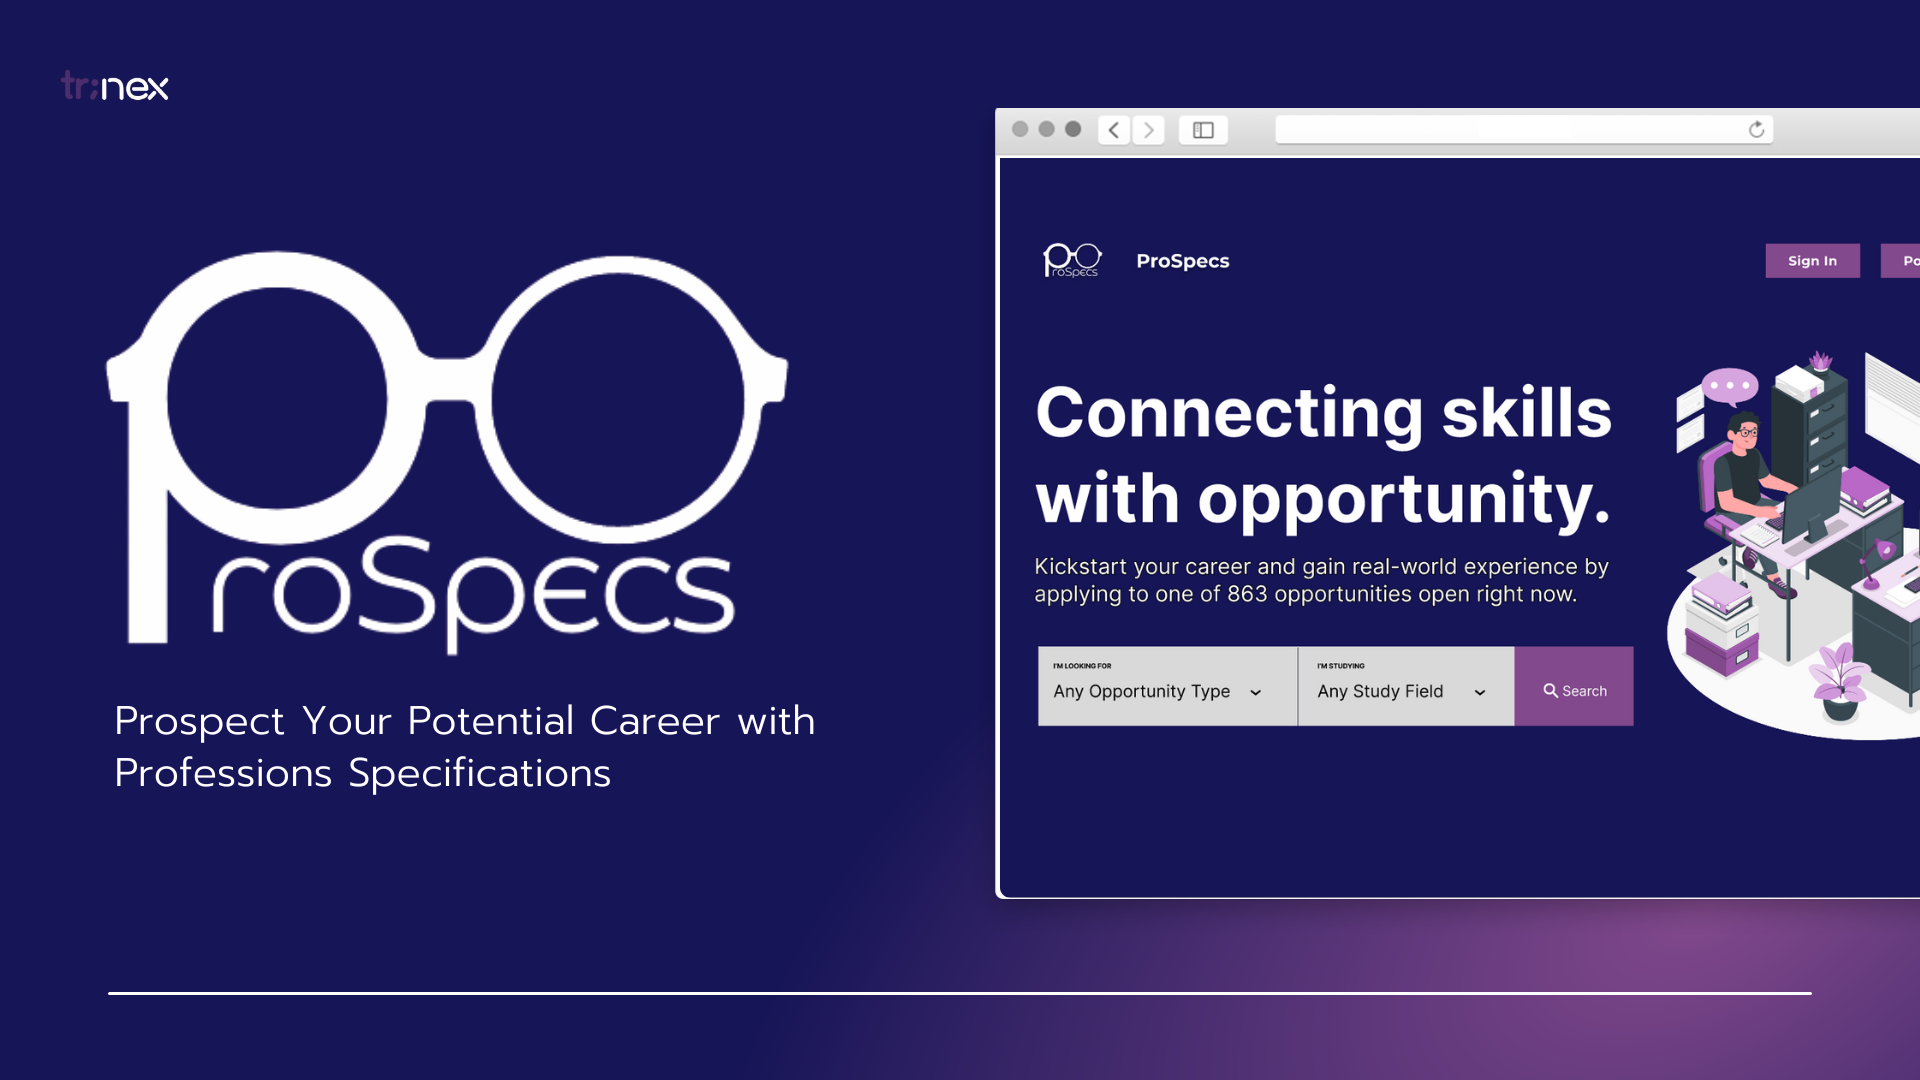 tr;nex
ProSpecs
Prospect Your Potential Career with
Professions Specifications
ProSpecs
ProSpecs
Sign In
Po
Connecting skills
with opportunity.
Kickstart your career and gain real-world experience by
applying to one of 863 opportunities open right now.
I'M LOOKING FOR
Any Opportunity Type
I'M STUDYING
Any Study Field
Search